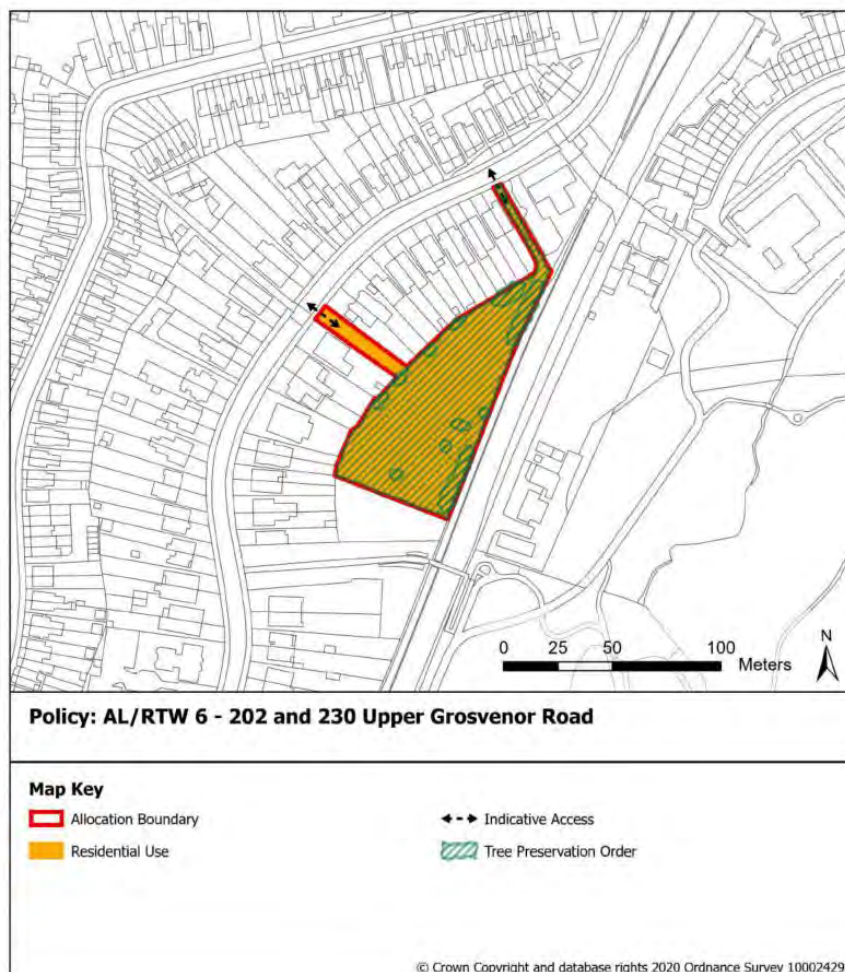 N
0 25 50 100
Meters
Policy: AL/RTW 6 - 202 and 230 Upper Grosvenor Road
Map Key
Allocation Boundary
Indicative Access
Residential Use
Tree Preservation Order
© Crown Copyright and database rights 2020 Ordnance Survey 10002429